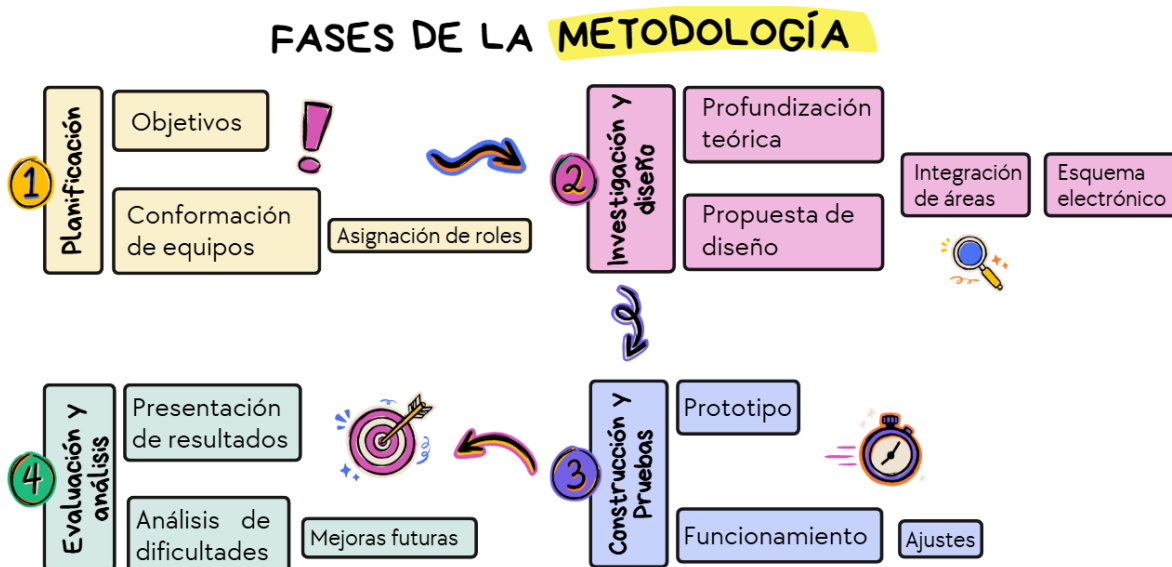 FASES DE LA METODOLOGÍA
1
Planificación
Objetivos
Conformación
de equipos
Asignación de roles
2
Investigación y
diseño
Profundización
teórica
Propuesta de
diseño
Integración
de áreas
Esquema
electrónico
3
Construcción y
Pruebas
Prototipo
Funcionamiento
Ajustes
4
Evaluación y
análisis
Presentación
de resultados
Análisis de
dificultades
Mejoras futuras